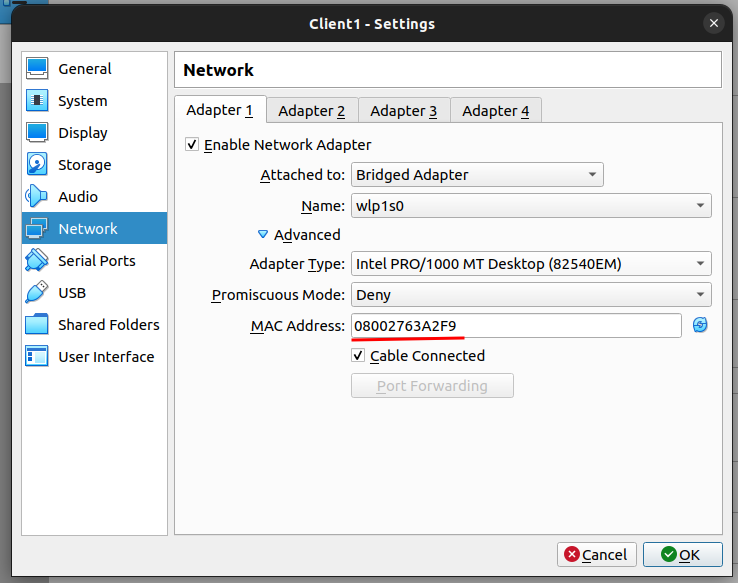 Client1 - Settings
General
System
Display
Storage
Audio
Network
Serial Ports
USB
Shared Folders
User Interface
Network
Adapter 1 Adapter 2 Adapter 3 Adapter 4
Enable Network Adapter
Attached to: Bridged Adapter
Name: wlp1s0
Advanced
Adapter Type: Intel PRO/1000 MT Desktop (82540EM)
Promiscuous Mode: Deny
MAC Address: 08002763A2F9
Cable Connected
Port Forwarding
Cancel OK